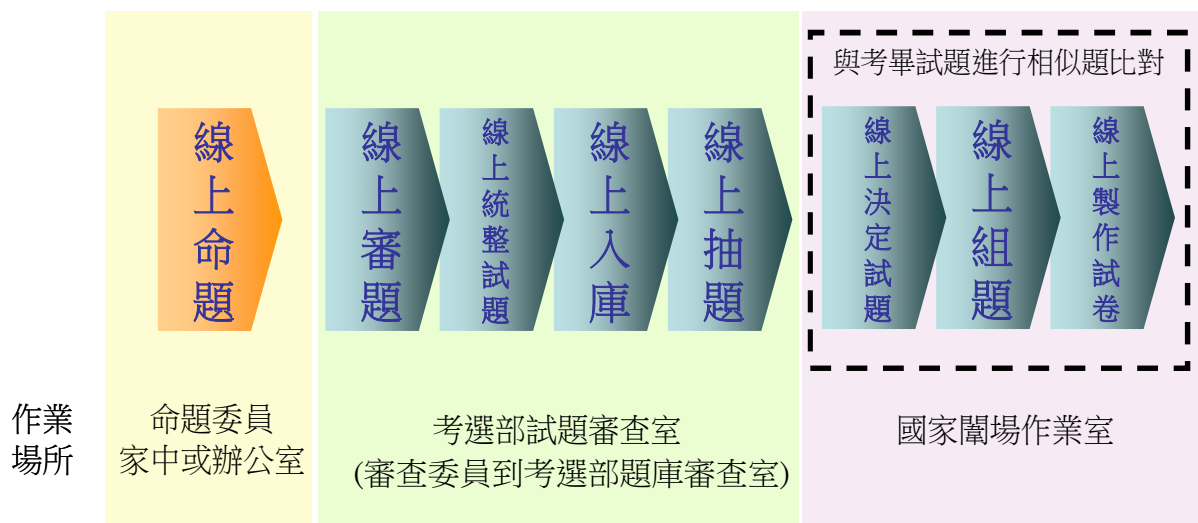 與考畢試題進行相似題比對
線上命題
線上審題
線上統整試題
線上入庫
線上抽題
線上決定試題
線上組題
線上製作試卷
作業
場所
命題委員
家中或辦公室
考選部試題審查室
(審查委員到考選部題庫審查室)
國家闈場作業室